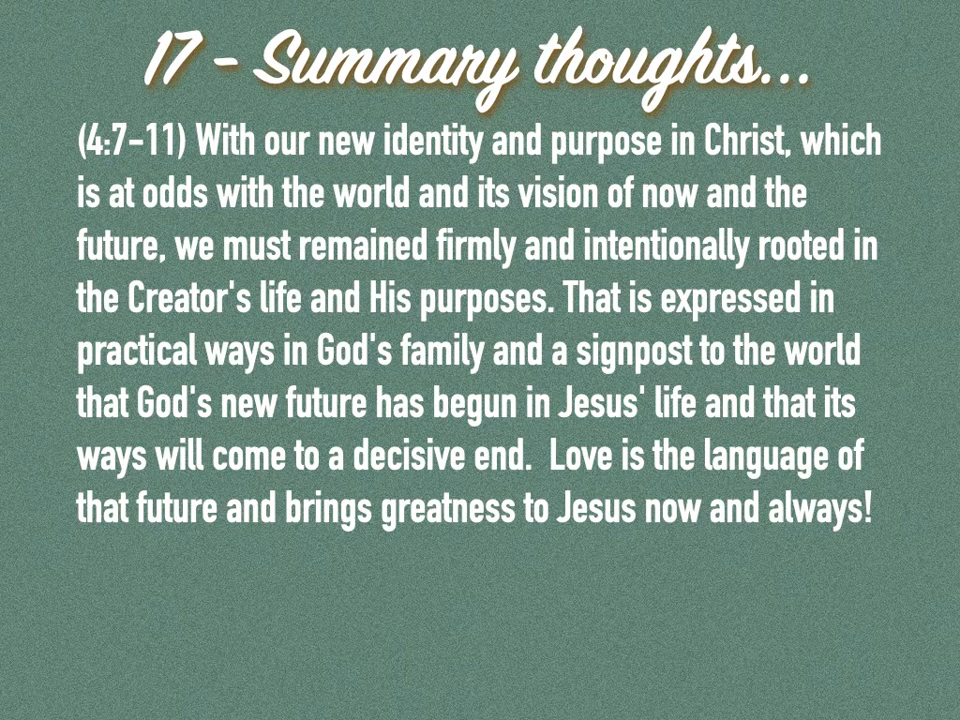 17 - Summary thoughts...
(4:7-11) With our new identity and purpose in Christ, which
is at odds with the world and its vision of now and the
future, we must remained firmly and intentionally rooted in
the Creator's life and His purposes. That is expressed in
practical ways in God's family and a signpost to the world
that God's new future has begun in Jesus' life and that its
ways will come to a decisive end.  Love is the language of
that future and brings greatness to Jesus now and always!